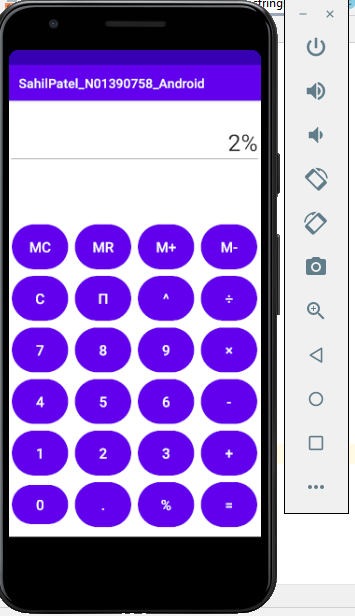 string
SahilPatel_N01390758_Android
2%
MC MR M+ M-
C Π ^ ÷
7 8 9 ×
4 5 6 -
1 2 3 +
0 . % =